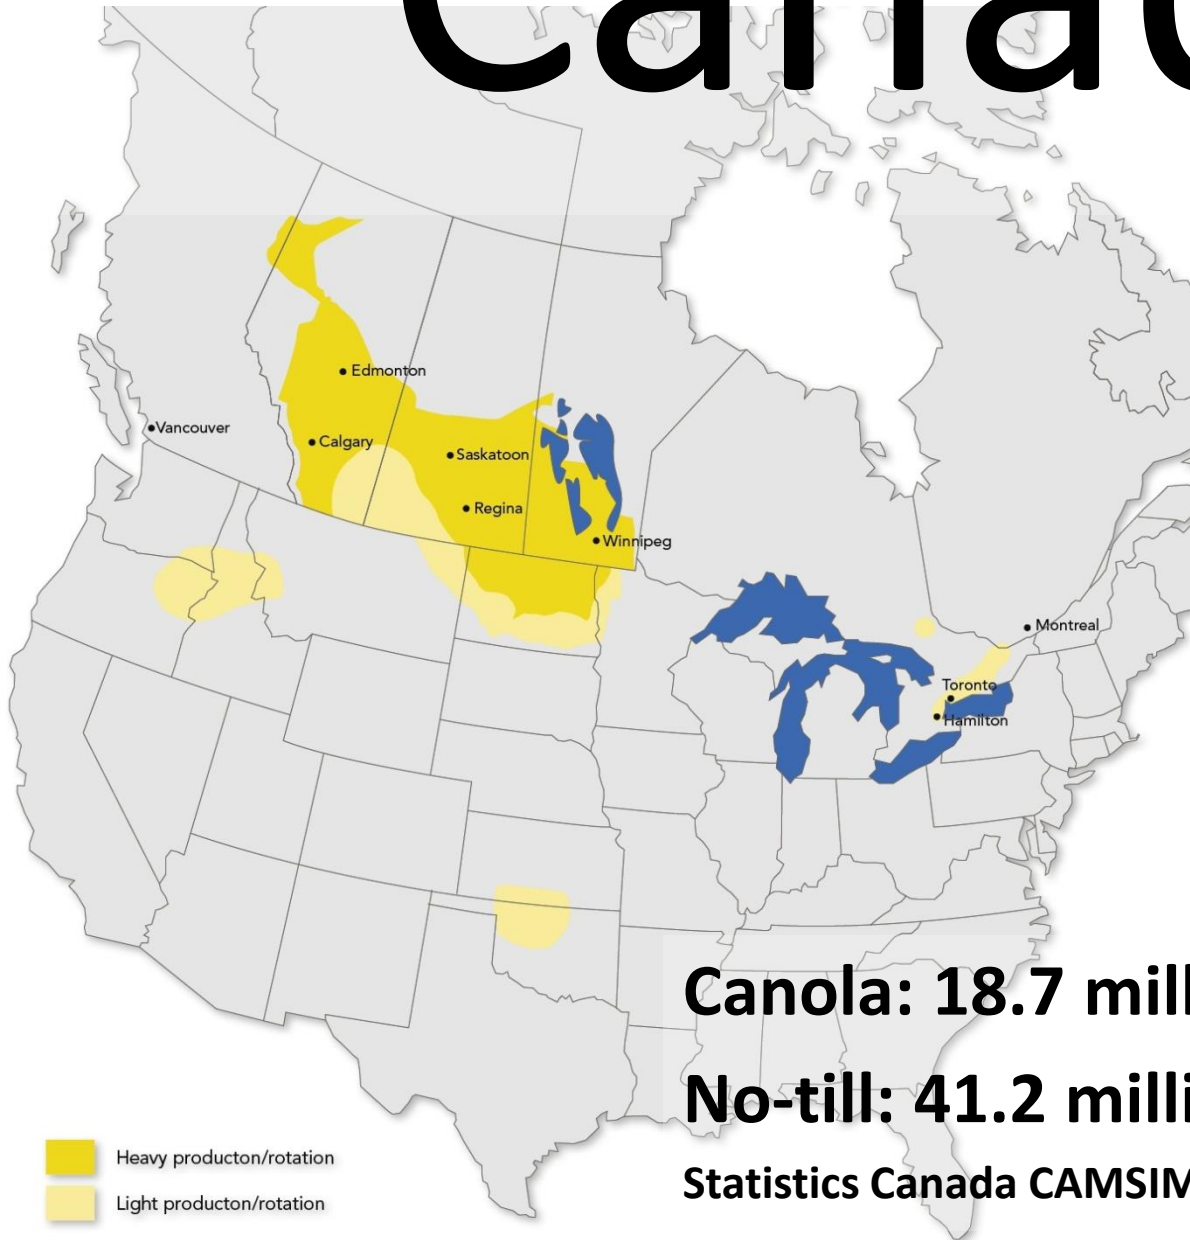 Canad
Edmonton
Vancouver
Calgary
Saskatoon
Regina
Winnipeg
Montreal
Toronto
Hamilton
Canola: 18.7 mill
No-till: 41.2 milli
Heavy producton/rotation
Light producton/rotation
Statistics Canada CAMSIM